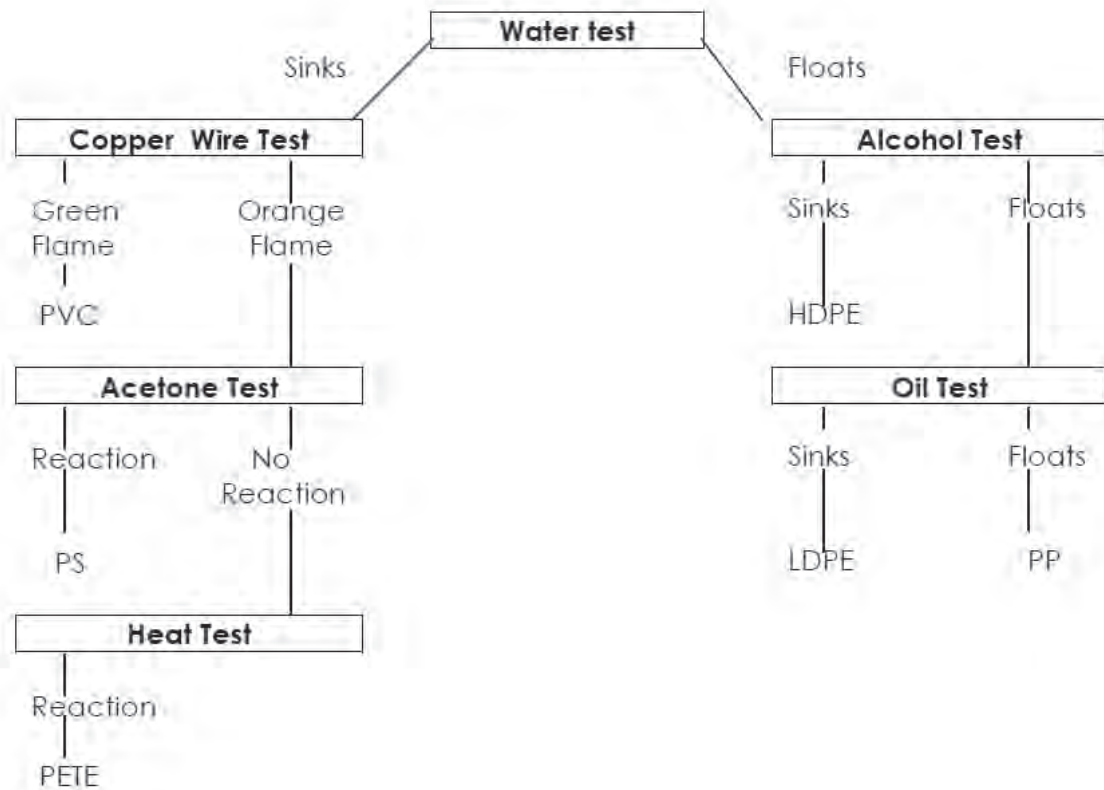 Water test
Sinks
Floats
Copper Wire Test
Alcohol Test
Green
Flame
Orange
Flame
Sinks
Floats
PVC
HDPE
Acetone Test
Oil Test
Reaction
No
Reaction
Sinks
Floats
PS
LDPE
PP
Heat Test
Reaction
PETE